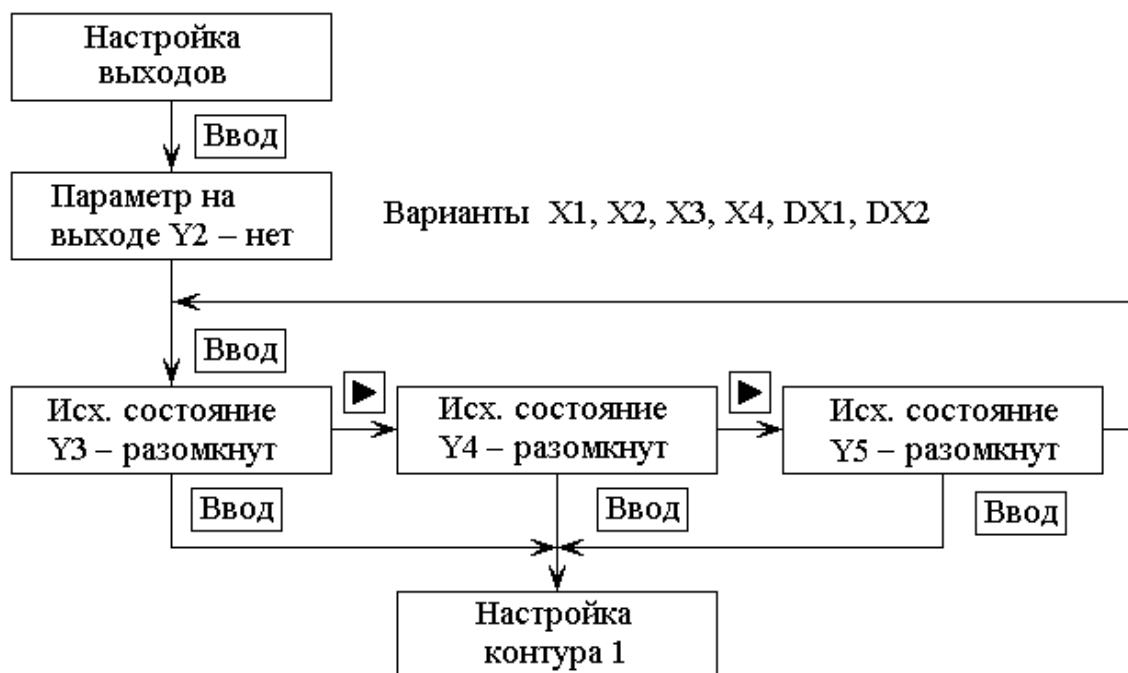 Настройка
выходов
Ввод
Параметр на
выходе Y2 – нет
Варианты X1, X2, X3, X4, DX1, DX2
Ввод
Исх. состояние
Y3 – разомкнут
Исх. состояние
Y4 – разомкнут
Исх. состояние
Y5 – разомкнут
Ввод
Ввод
Ввод
Настройка
контура 1